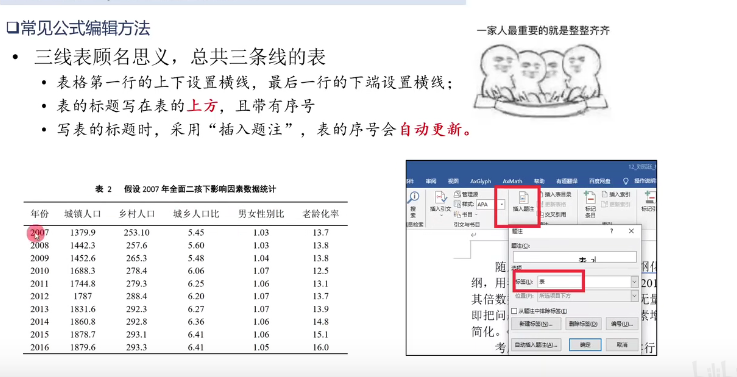 ❑常见公式编辑方法
• 三线表顾名思义，总共三条线的表
• 表格第一行的上下设置横线，最后一行的下端设置横线；
• 表的标题写在表的上方，且带有序号
• 写表的标题时，采用“插入题注”，表的序号会自动更新。
一家人最重要的就是整整齐齐
表 2 假设 2007 年全面二孩下影响因素数据统计
年份 城镇人口 乡村人口 城乡人口比 男女性别比 老龄化率
2007 1379.9 253.10 5.45 1.03 13.7
2008 1442.3 257.6 5.60 1.03 13.8
2009 1452.6 265.3 5.48 1.04 13.8
2010 1688.3 278.4 6.06 1.07 12.5
2011 1744.8 279.3 6.25 1.06 13.1
2012 1787 288.4 6.20 1.07 13.7
2013 1831.6 292.3 6.27 1.07 13.9
2014 1860.8 292.8 6.36 1.06 14.8
2015 1878.7 293.1 6.41 1.06 15.1
2016 1879.6 293.3 6.41 1.05 16.0
审阅 视图 AxGlyph AxMath 帮助 有道翻译 百度网盘 操作说明
搜索 插入引文 管理源 样式: APA 书目 插入题注 插入表目录 更新表格 交叉引用 标记条目 插入索引 更新索引
引文与书目
题注 ? ×
题注(C):
表 2
选项
标签(L): 表
位置(P): 所选项目下方
从题注中排除标签(E)
新建标签(N)... 删除标签(D) 编号(U)...
自动插入题注(A)... 确定 取消
随
纲，用
其倍数
即把问
简化。
考